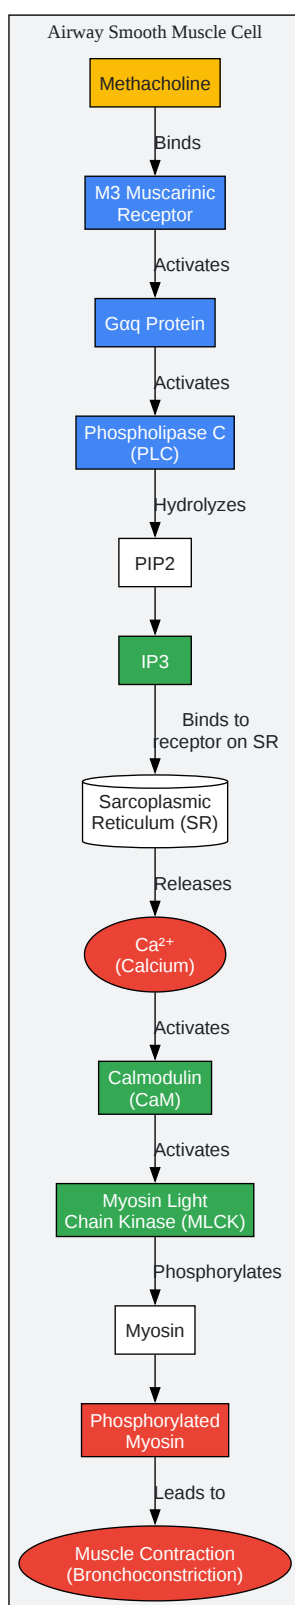 Airway Smooth Muscle Cell
Methacholine
Binds
M3 Muscarinic
Receptor
Activates
Gαq Protein
Activates
Phospholipase C
(PLC)
Hydrolyzes
PIP2
IP3
Binds to
receptor on SR
Sarcoplasmic
Reticulum (SR)
Releases
Ca²⁺
(Calcium)
Activates
Calmodulin
(CaM)
Activates
Myosin Light
Chain Kinase (MLCK)
Phosphorylates
Myosin
Phosphorylated
Myosin
Leads to
Muscle Contraction
(Bronchoconstriction)